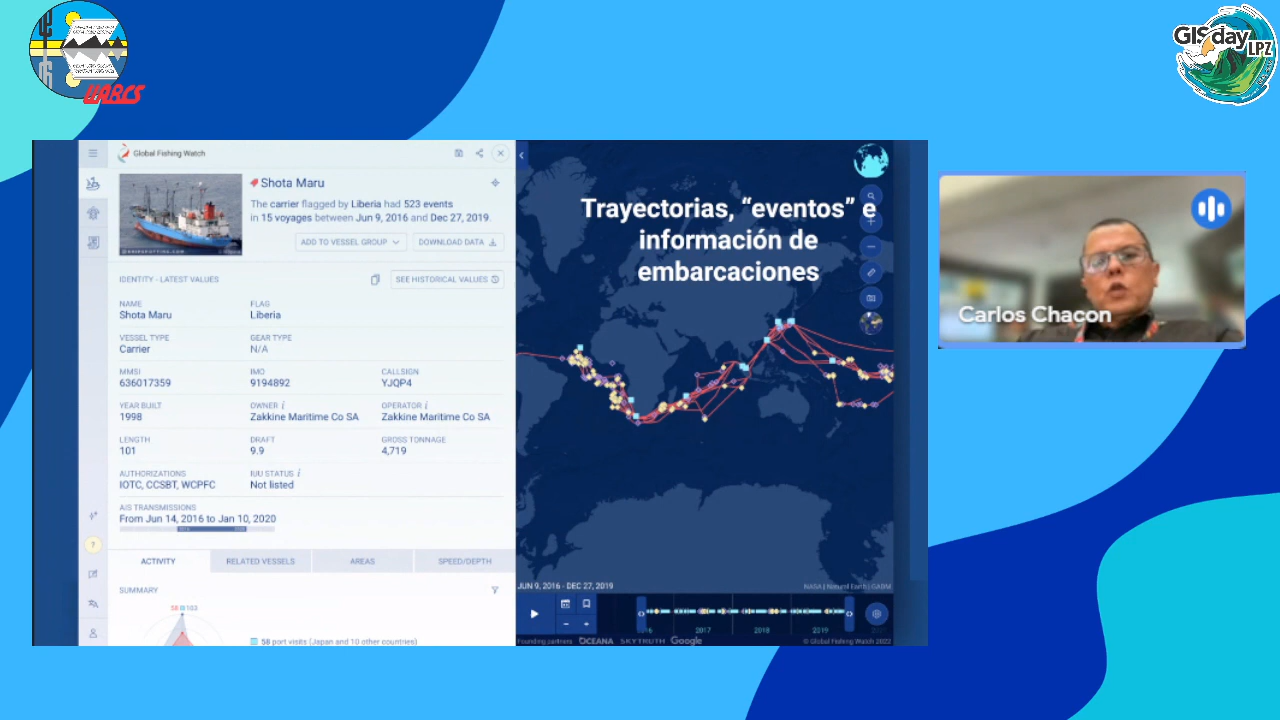 UABCS
GISday
LPZ
Global Fishing Watch
Shota Maru
The carrier flagged by Liberia had 523 events
in 15 voyages between Jun 9, 2016 and Dec 27, 2019.
ADD TO VESSEL GROUP
DOWNLOAD DATA
IDENTITY - LATEST VALUES
SEE HISTORICAL VALUES
NAME FLAG
Shota Maru Liberia
VESSEL TYPE GEAR TYPE
Carrier N/A
MMSI IMO CALLSIGN
636017359 9194892 YJQP4
YEAR BUILT OWNER i OPERATOR i
1998 Zakkine Maritime Co SA Zakkine Maritime Co SA
LENGTH DRAFT GROSS TONNAGE
101 9.9 4,719
AUTHORIZATIONS IUU STATUS i
IOTC, CCSBT, WCPFC Not listed
AIS TRANSMISSIONS
From Jun 14, 2016 to Jan 10, 2020
ACTIVITY RELATED VESSELS AREAS SPEED/DEPTH
SUMMARY
58 103
58 port visits (Japan and 10 other countries)
Trayectorias, “eventos” e
información de
embarcaciones
JUN 9, 2016 - DEC 27, 2019
NASA | Natural Earth | GADM
16 2017 2018 2019
Founding partners OCEANA SKYTRUTH Google © Global Fishing Watch 2022
Carlos Chacon